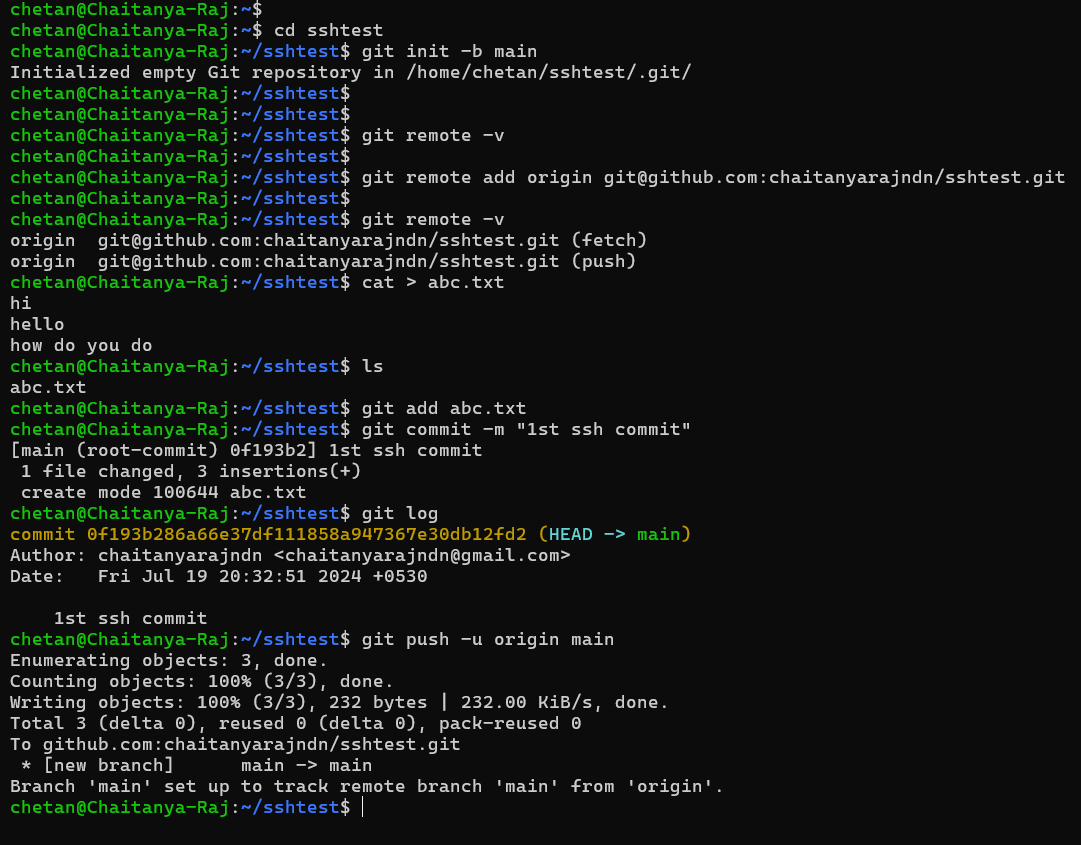 chetan@Chaitanya-Raj:~$
chetan@Chaitanya-Raj:~$ cd sshtest
chetan@Chaitanya-Raj:~/sshtest$ git init -b main
Initialized empty Git repository in /home/chetan/sshtest/.git/
chetan@Chaitanya-Raj:~/sshtest$
chetan@Chaitanya-Raj:~/sshtest$
chetan@Chaitanya-Raj:~/sshtest$ git remote -v
chetan@Chaitanya-Raj:~/sshtest$
chetan@Chaitanya-Raj:~/sshtest$ git remote add origin git@github.com:chaitanyarajndn/sshtest.git
chetan@Chaitanya-Raj:~/sshtest$
chetan@Chaitanya-Raj:~/sshtest$ git remote -v
origin  git@github.com:chaitanyarajndn/sshtest.git (fetch)
origin  git@github.com:chaitanyarajndn/sshtest.git (push)
chetan@Chaitanya-Raj:~/sshtest$ cat > abc.txt
hi
hello
how do you do
chetan@Chaitanya-Raj:~/sshtest$ ls
abc.txt
chetan@Chaitanya-Raj:~/sshtest$ git add abc.txt
chetan@Chaitanya-Raj:~/sshtest$ git commit -m "1st ssh commit"
[main (root-commit) 0f193b2] 1st ssh commit
 1 file changed, 3 insertions(+)
 create mode 100644 abc.txt
chetan@Chaitanya-Raj:~/sshtest$ git log
commit 0f193b286a66e37df111858a947367e30db12fd2 (HEAD -> main)
Author: chaitanyarajndn <chaitanyarajndn@gmail.com>
Date:   Fri Jul 19 20:32:51 2024 +0530

    1st ssh commit
chetan@Chaitanya-Raj:~/sshtest$ git push -u origin main
Enumerating objects: 3, done.
Counting objects: 100% (3/3), done.
Writing objects: 100% (3/3), 232 bytes | 232.00 KiB/s, done.
Total 3 (delta 0), reused 0 (delta 0), pack-reused 0
To github.com:chaitanyarajndn/sshtest.git
 * [new branch]      main -> main
Branch 'main' set up to track remote branch 'main' from 'origin'.
chetan@Chaitanya-Raj:~/sshtest$